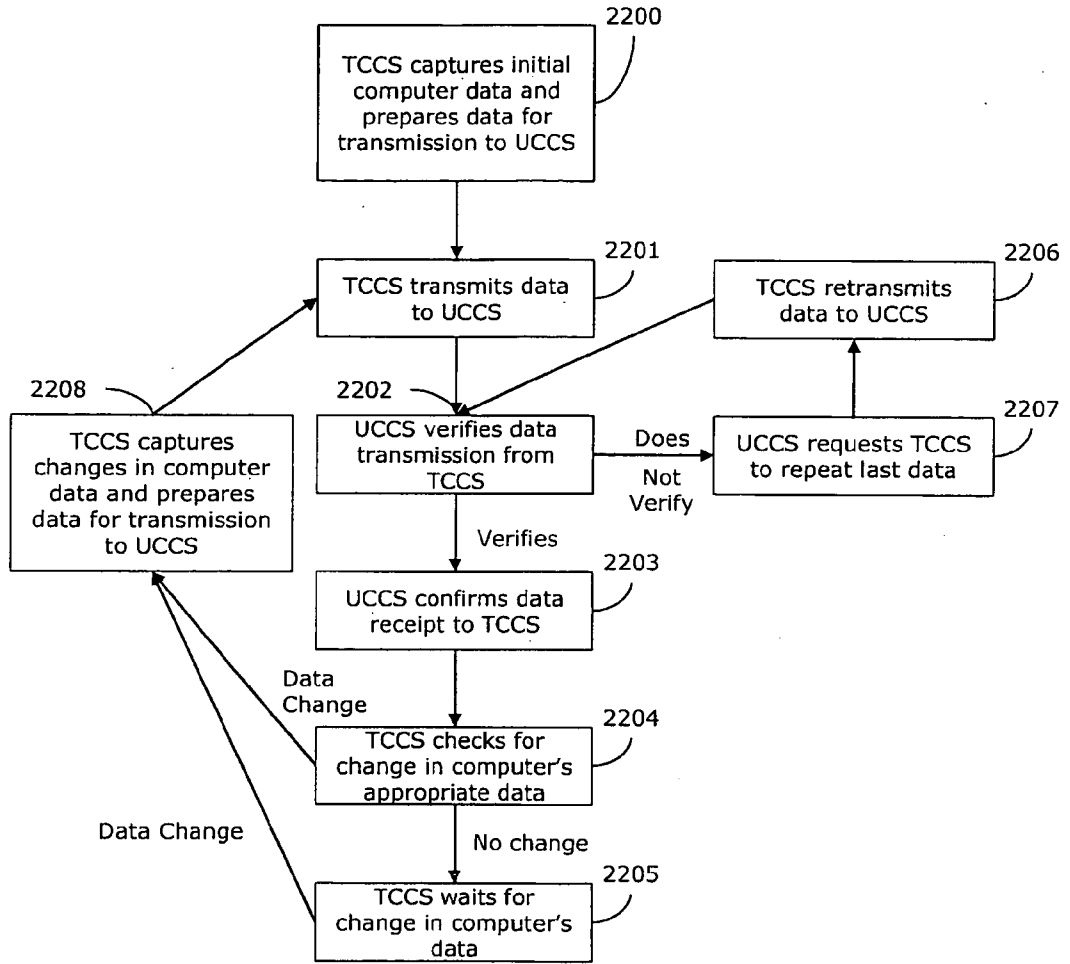 2200
TCCS captures initial
computer data and
prepares data for
transmission to UCCS
2201
TCCS transmits data
to UCCS
2206
TCCS retransmits
data to UCCS
2208
TCCS captures
changes in computer
data and prepares
data for transmission
to UCCS
2202
UCCS verifies data
transmission from
TCCS
Does
Not
Verify
2207
UCCS requests TCCS
to repeat last data
Verifies
2203
UCCS confirms data
receipt to TCCS
Data
Change
2204
TCCS checks for
change in computer's
appropriate data
Data Change
No change
2205
TCCS waits for
change in computer's
data